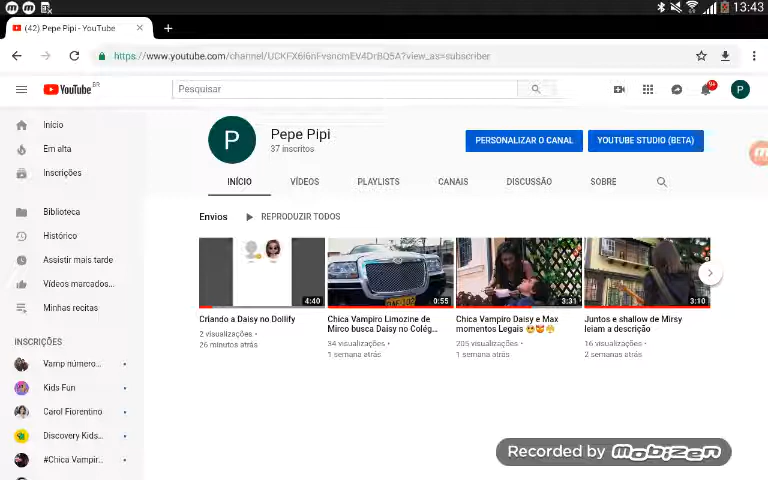 13:43
(42) Pepe Pipi - YouTube
https://www.youtube.com/channel/UCKFX6l6nFvsncmEV4DrBQ5A?view_as=subscriber
YouTube BR
Pesquisar
9+
P
Início
Em alta
Inscrições
Biblioteca
Histórico
Assistir mais tarde
Vídeos marcados...
Minhas recitas
INSCRIÇÕES
Vamp número...
Kids Fun
Carol Fiorentino
Discovery Kids...
#Chica Vampir...
P
Pepe Pipi
37 inscritos
PERSONALIZAR O CANAL
YOUTUBE STUDIO (BETA)
INÍCIO
VÍDEOS
PLAYLISTS
CANAIS
DISCUSSÃO
SOBRE
Envios
REPRODUZIR TODOS
4:40
0:55
3:31
3:10
Criando a Daisy no Dollify
2 visualizações •
26 minutos atrás
Chica Vampiro Limozine de
Mirco busca Daisy no Colég...
34 visualizações •
1 semana atrás
Chica Vampiro Daisy e Max
momentos Legais
205 visualizações •
1 semana atrás
Juntos e shallow de Mirsy
leiam a descrição
16 visualizações •
2 semanas atrás
Recorded by mobizen